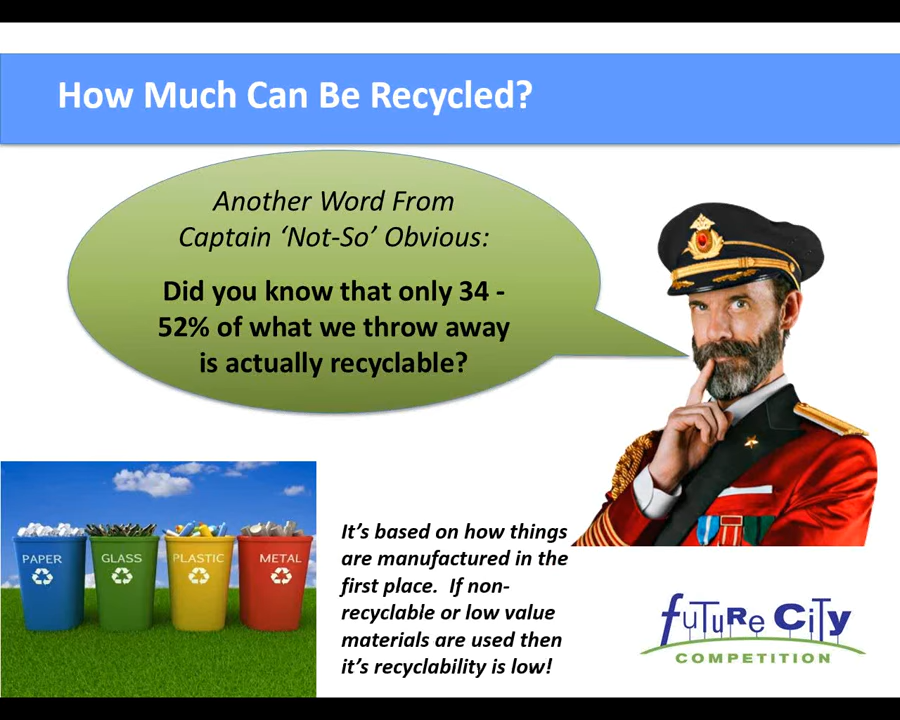 How Much Can Be Recycled?
Another Word From
Captain ‘Not-So’ Obvious:
Did you know that only 34 -
52% of what we throw away
is actually recyclable?
PAPER
GLASS
PLASTIC
METAL
It’s based on how things
are manufactured in the
first place.  If non-
recyclable or low value
materials are used then
it’s recyclability is low!
fuTuRe CiTy
COMPETITION